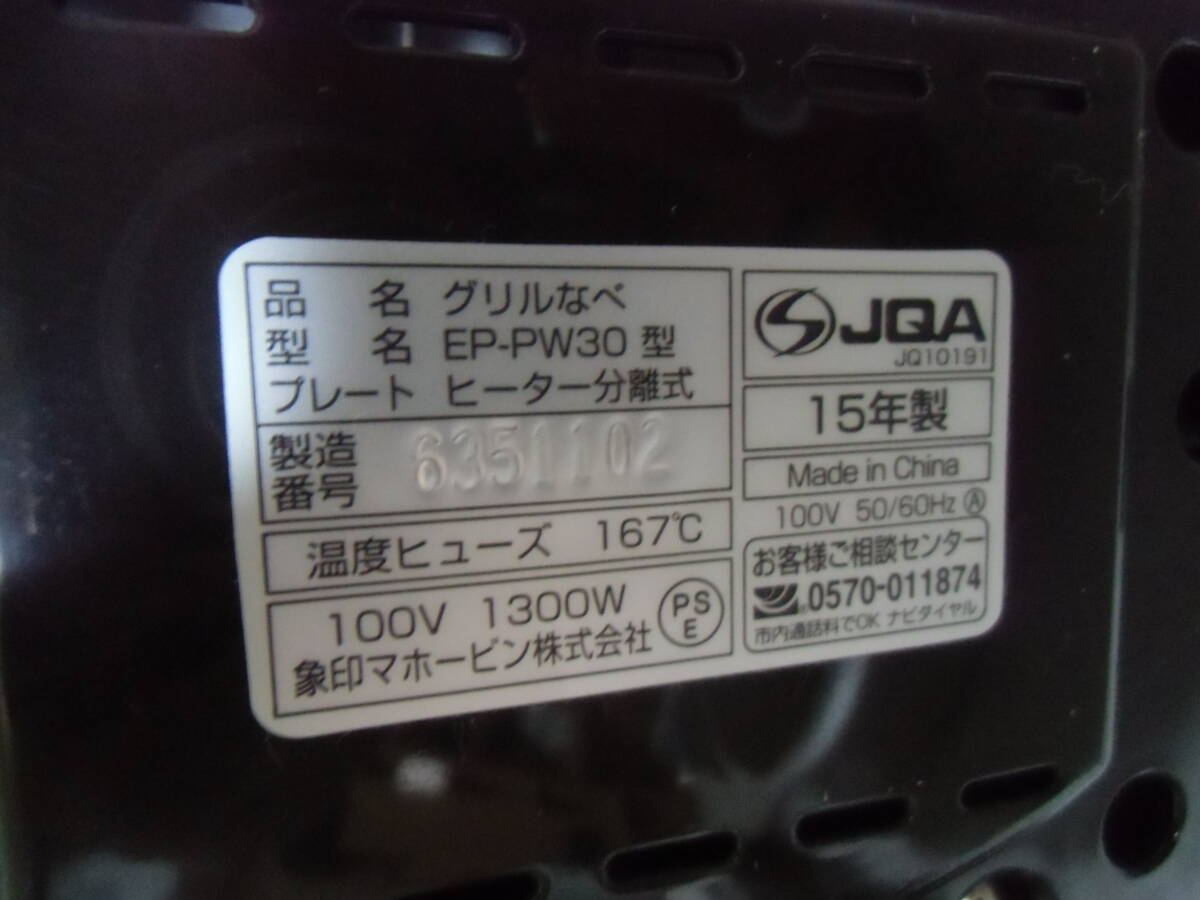 品名 グリルなべ
型名 EP-PW30 型
プレート ヒーター分離式
製造番号 6351102
温度ヒューズ 167℃
100V 1300W
象印マホービン株式会社
PS
E
JQA
JQ10191
15年製
Made in China
100V 50/60Hz Ⓐ
お客様ご相談センター
0570-011874
市内通話料でOK ナビダイヤル